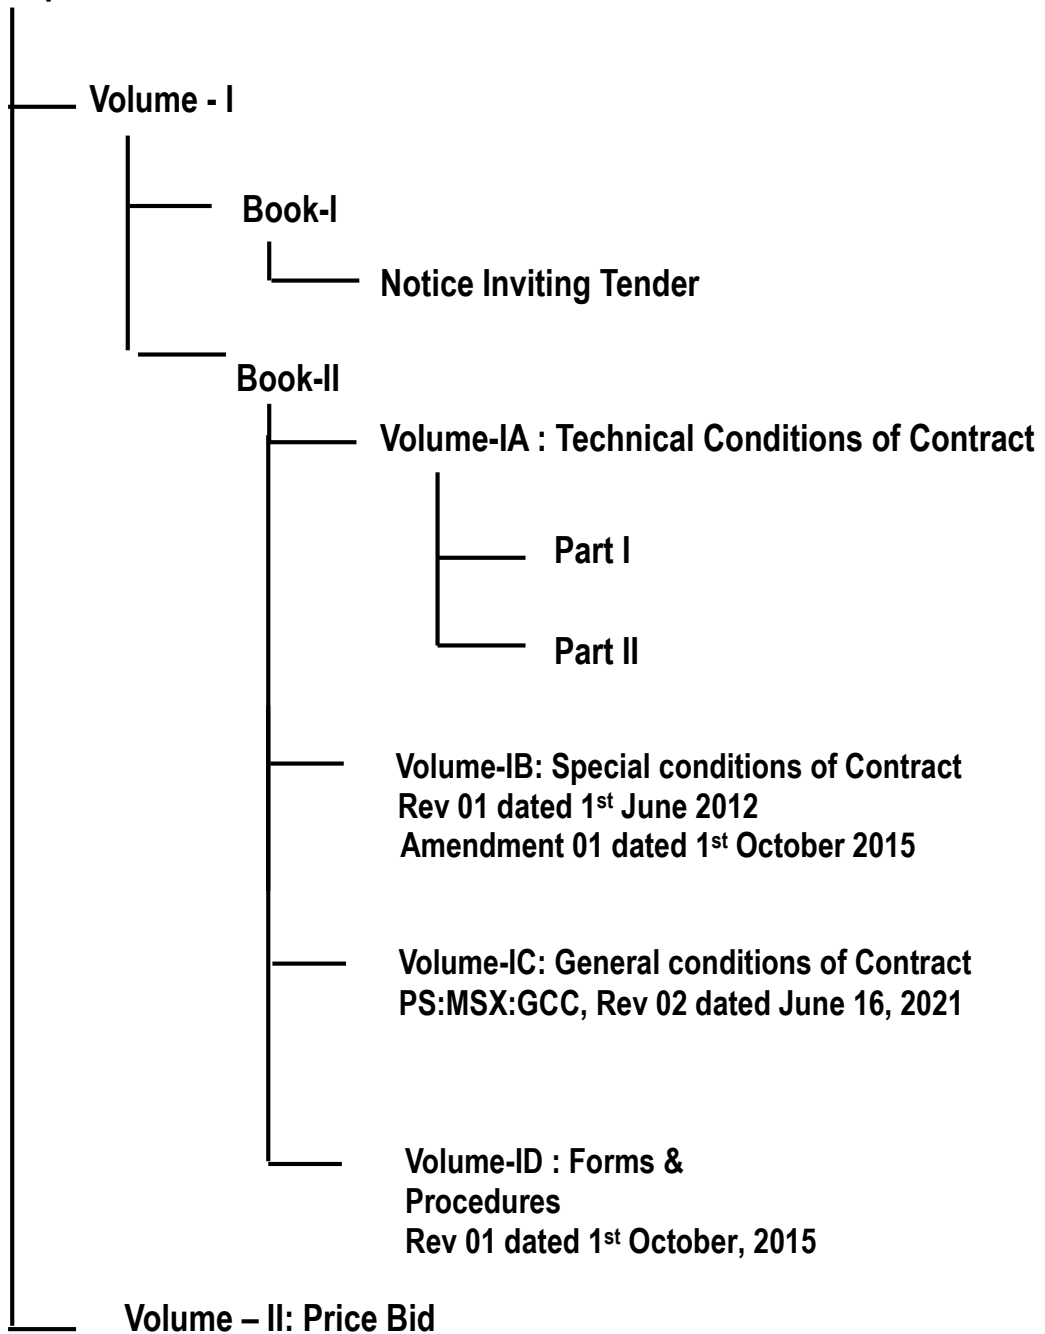 Volume - I
Book-I
Notice Inviting Tender
Book-II
Volume-IA : Technical Conditions of Contract
Part I
Part II
Volume-IB: Special conditions of Contract
Rev 01 dated 1st June 2012
Amendment 01 dated 1st October 2015
Volume-IC: General conditions of Contract
PS:MSX:GCC, Rev 02 dated June 16, 2021
Volume-ID : Forms &
Procedures
Rev 01 dated 1st October, 2015
Volume – II: Price Bid